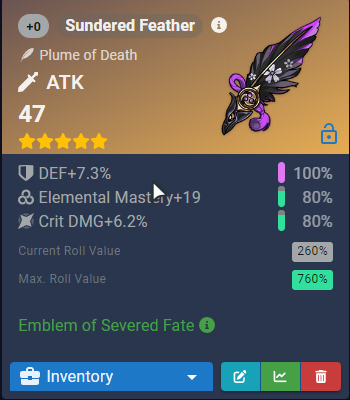 +0 Sundered Feather
Plume of Death
ATK
47
DEF+7.3% 100%
Elemental Mastery+19 80%
Crit DMG+6.2% 80%
Current Roll Value 260%
Max. Roll Value 760%
Emblem of Severed Fate
Inventory